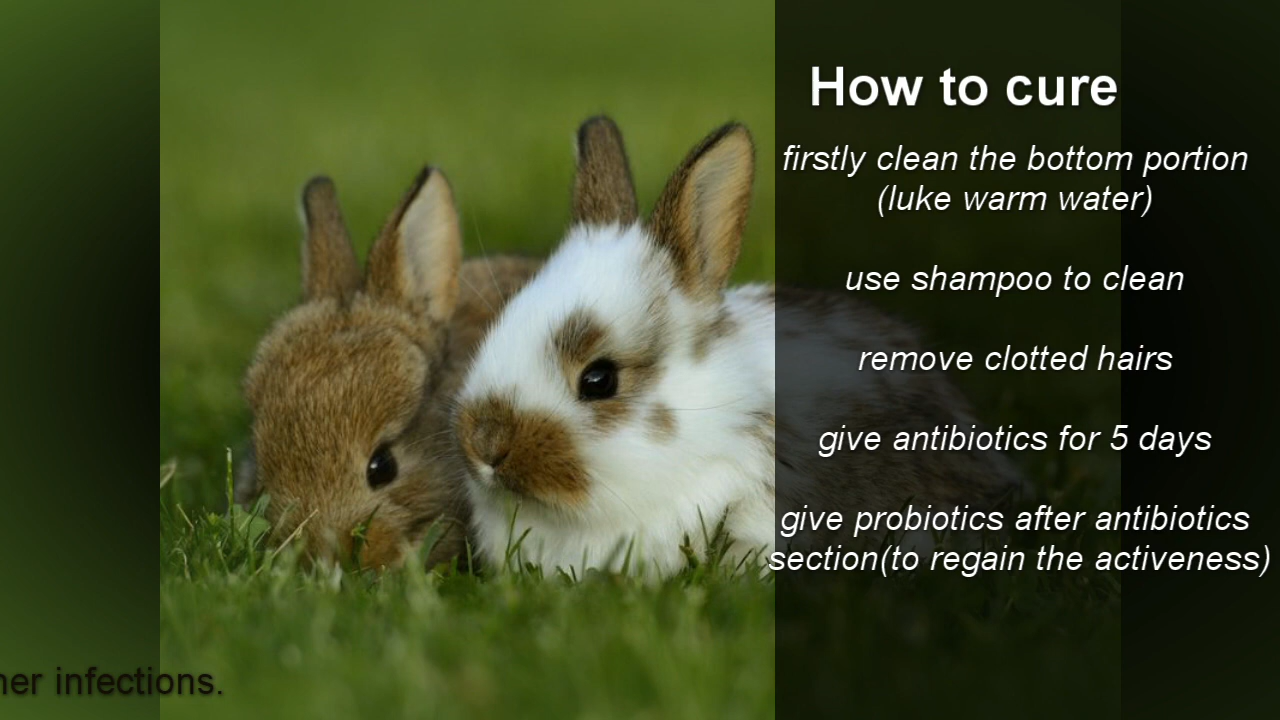 How to cure
firstly clean the bottom portion
(luke warm water)
use shampoo to clean
remove clotted hairs
give antibiotics for 5 days
give probiotics after antibiotics
section(to regain the activeness)
infections.